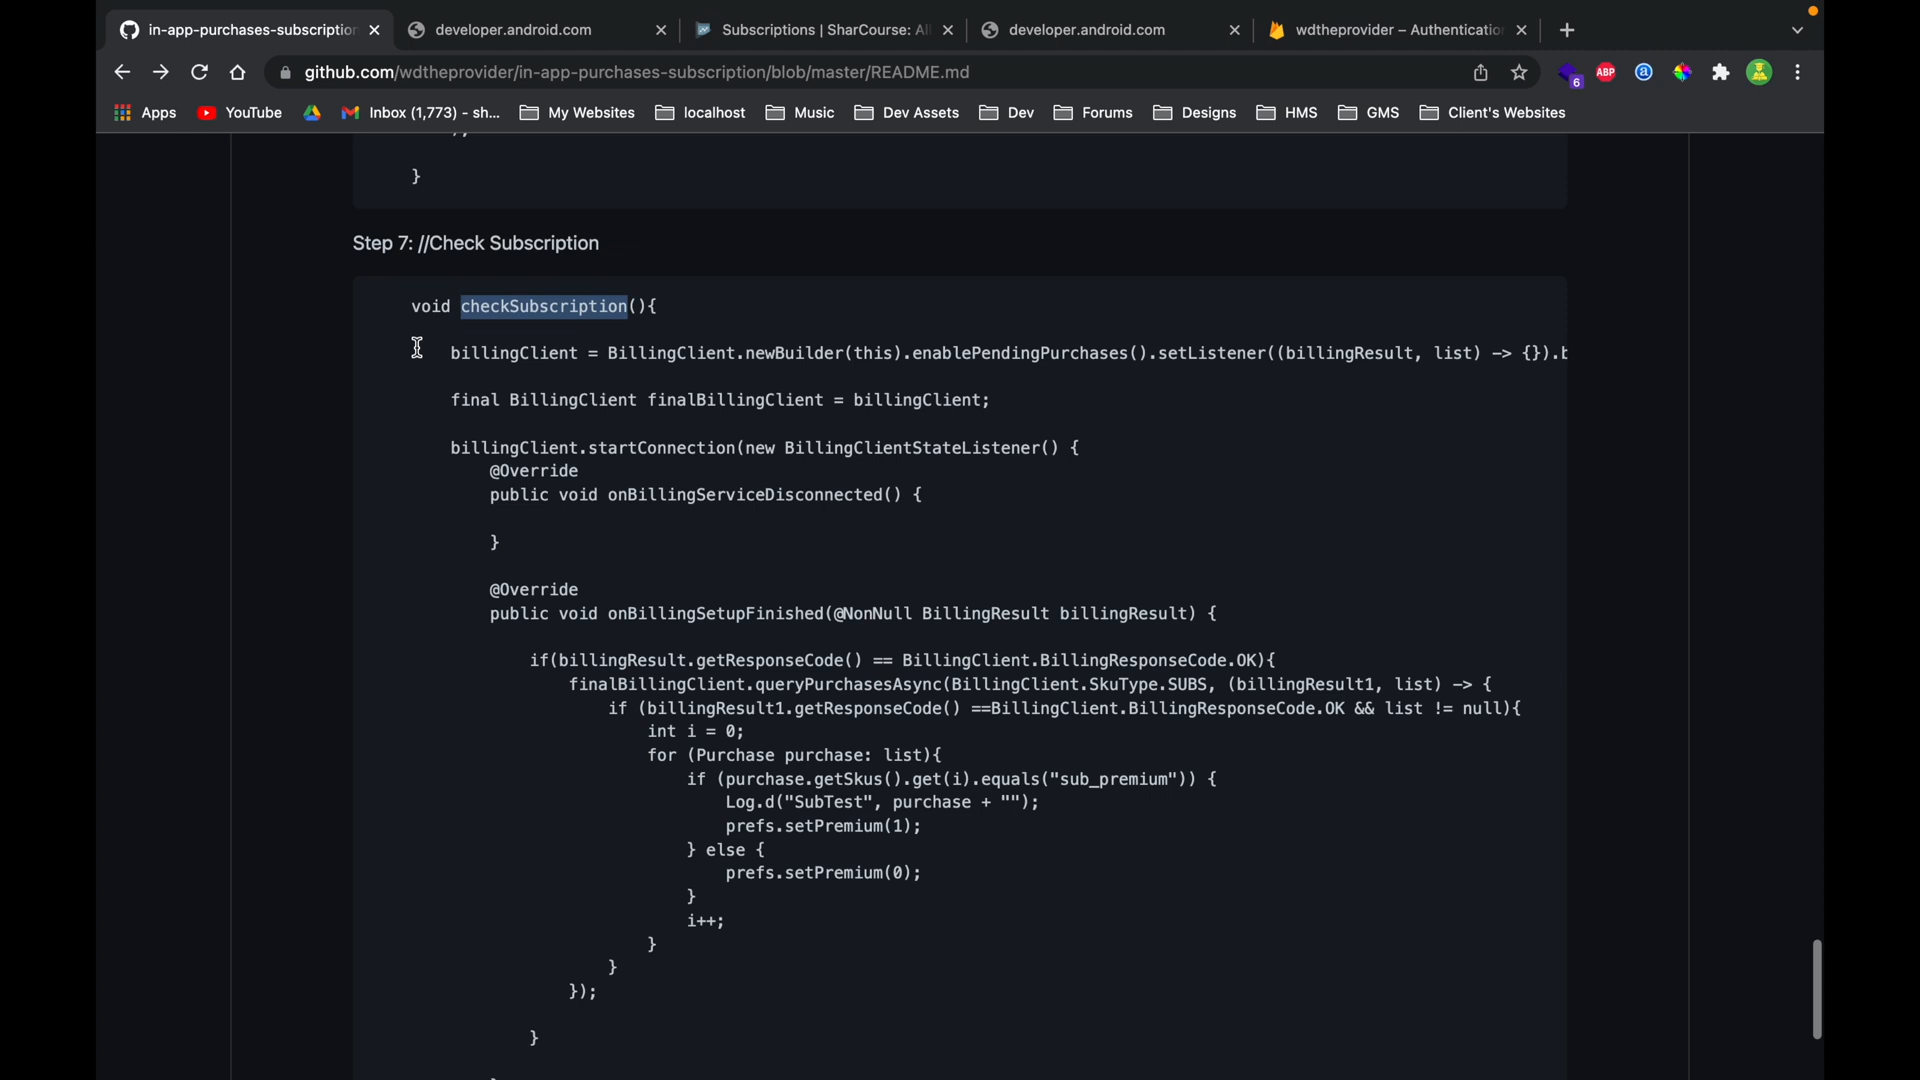 in-app-purchases-subscription
developer.android.com
Subscriptions | SharCourse: All
developer.android.com
wdtheprovider – Authenticatio
github.com/wdtheprovider/in-app-purchases-subscription/blob/master/README.md
6
ABP
a
Apps
YouTube
Inbox (1,773) – sh...
My Websites
localhost
Music
Dev Assets
Dev
Forums
Designs
HMS
GMS
Client's Websites
}
Step 7: //Check Subscription
void checkSubscription(){
billingClient = BillingClient.newBuilder(this).enablePendingPurchases().setListener((billingResult, list) -> {}).b
final BillingClient finalBillingClient = billingClient;
billingClient.startConnection(new BillingClientStateListener() {
@Override
public void onBillingServiceDisconnected() {
}
@Override
public void onBillingSetupFinished(@NonNull BillingResult billingResult) {
if(billingResult.getResponseCode() == BillingClient.BillingResponseCode.OK){
finalBillingClient.queryPurchasesAsync(BillingClient.SkuType.SUBS, (billingResult1, list) -> {
if (billingResult1.getResponseCode() ==BillingClient.BillingResponseCode.OK && list != null){
int i = 0;
for (Purchase purchase: list){
if (purchase.getSkus().get(i).equals("sub_premium")) {
Log.d("SubTest", purchase + "");
prefs.setPremium(1);
} else {
prefs.setPremium(0);
}
i++;
}
}
});
}